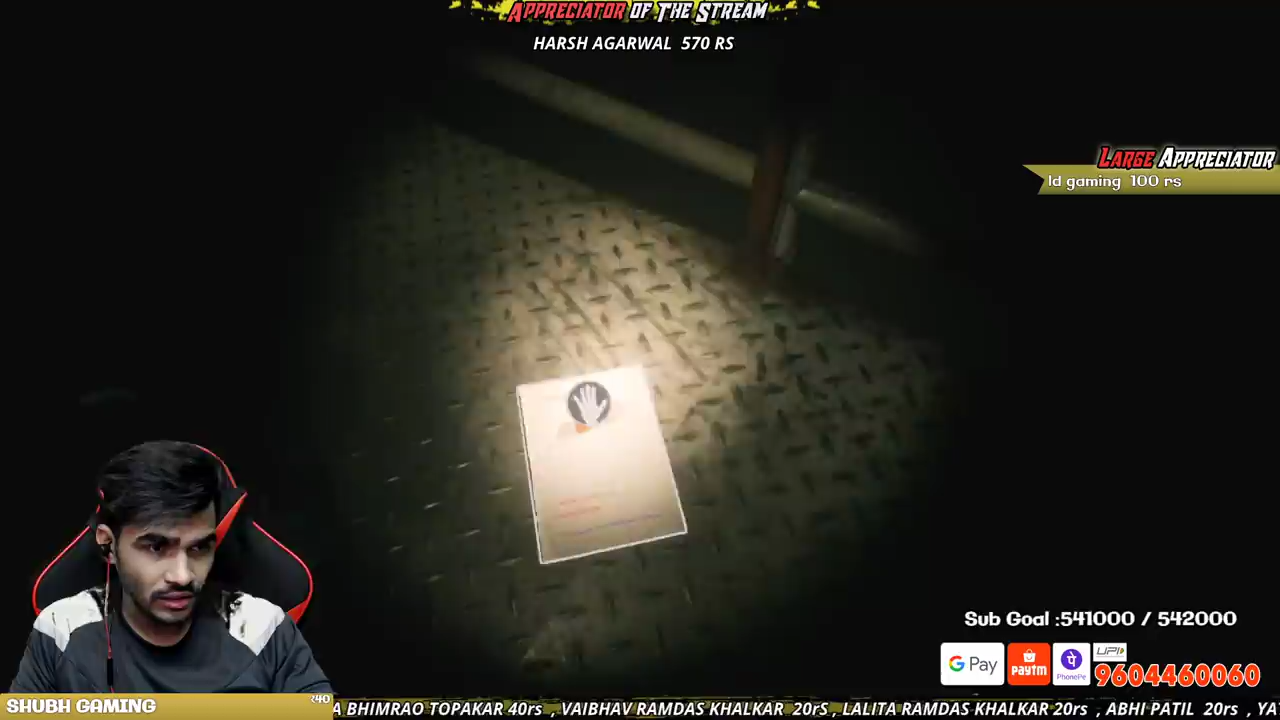 APPRECIATOR OF THE STREAM
HARSH AGARWAL 570 RS
LARGE APPRECIATOR
ld gaming 100 rs
Sub Goal :541000 / 542000
G Pay
paytm
PhonePe
UPI
9604460060
SHUBH GAMING
₹40
A BHIMRAO TOPAKAR 40rs , VAIBHAV RAMDAS KHALKAR 20rS , LALITA RAMDAS KHALKAR 20rs , ABHI PATIL 20rs , YA